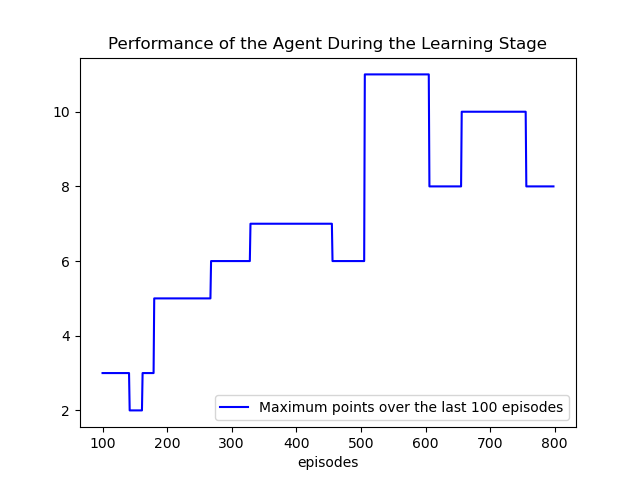 Performance of the Agent During the Learning Stage
10
8
6
4
2
Maximum points over the last 100 episodes
100 200 300 400 500 600 700 800
episodes